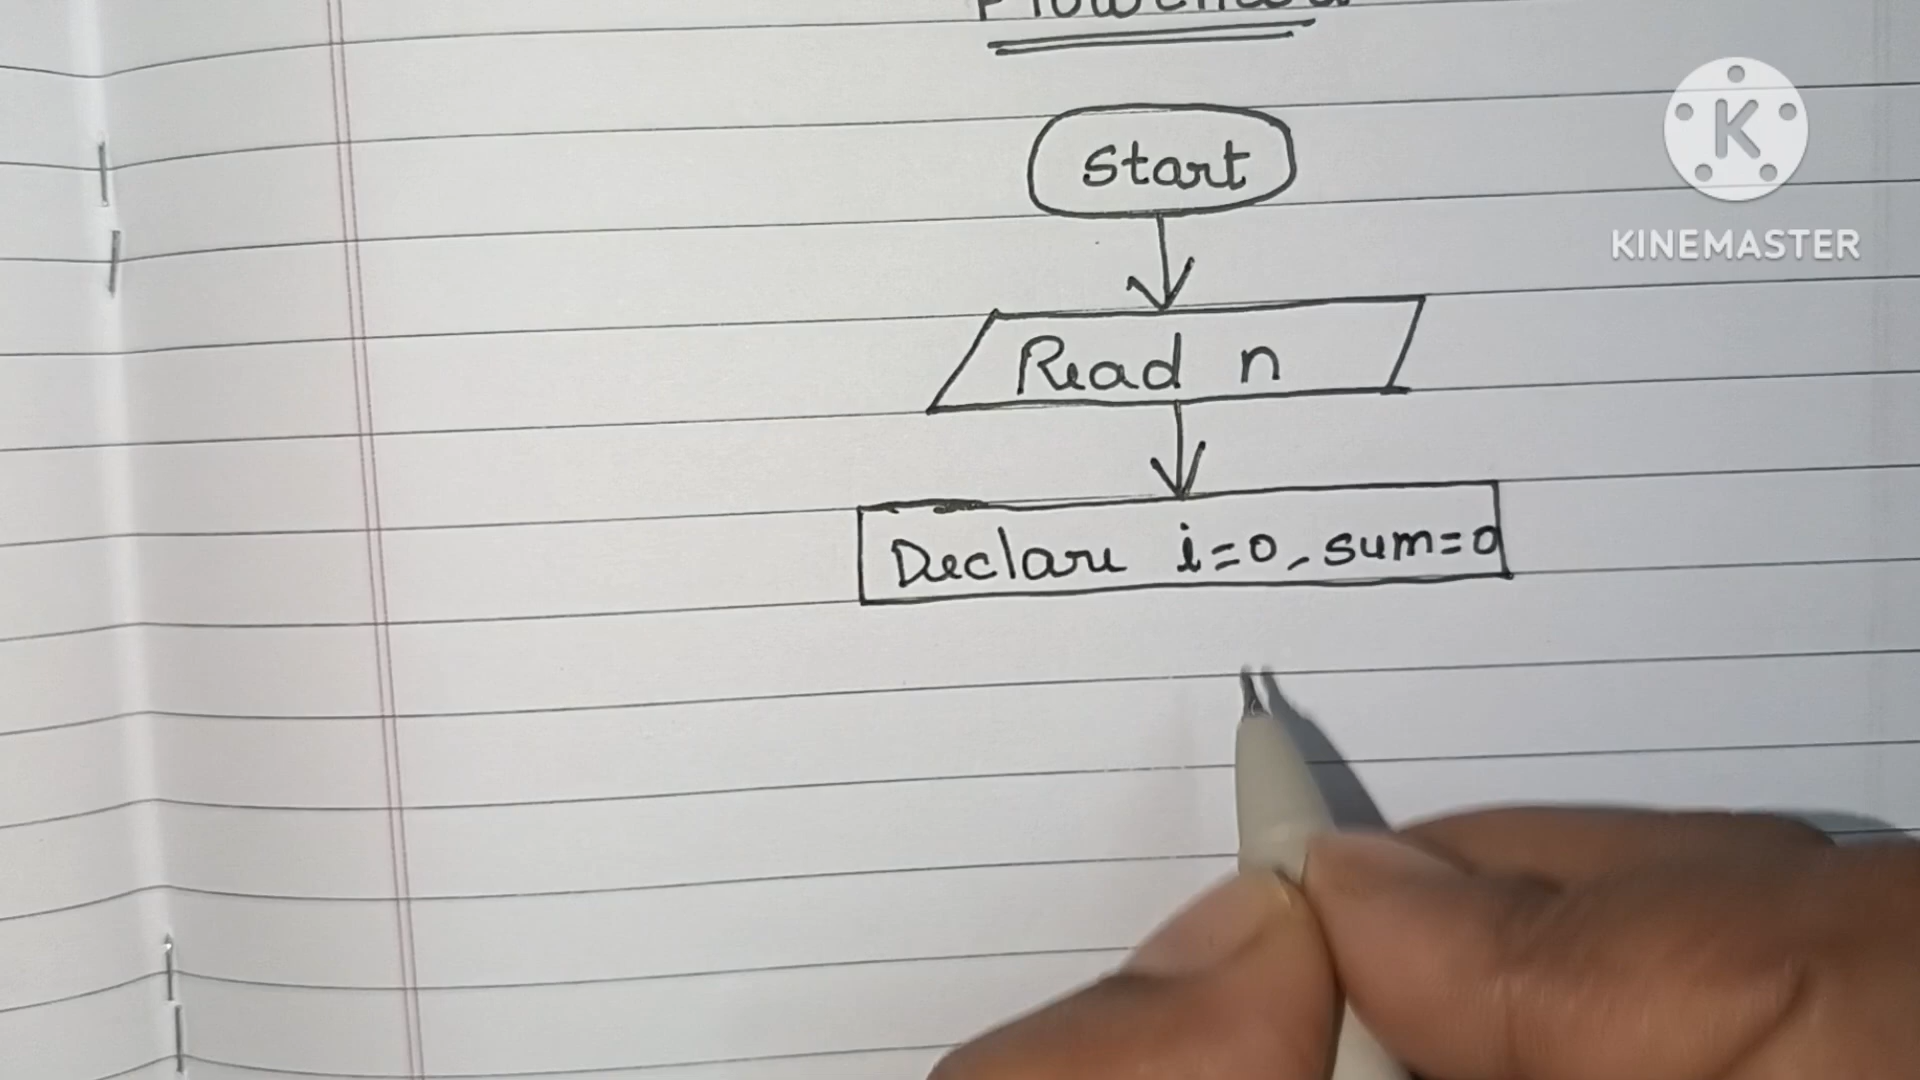 Start
K
KINEMASTER
Read n
Declare i=0, sum=0